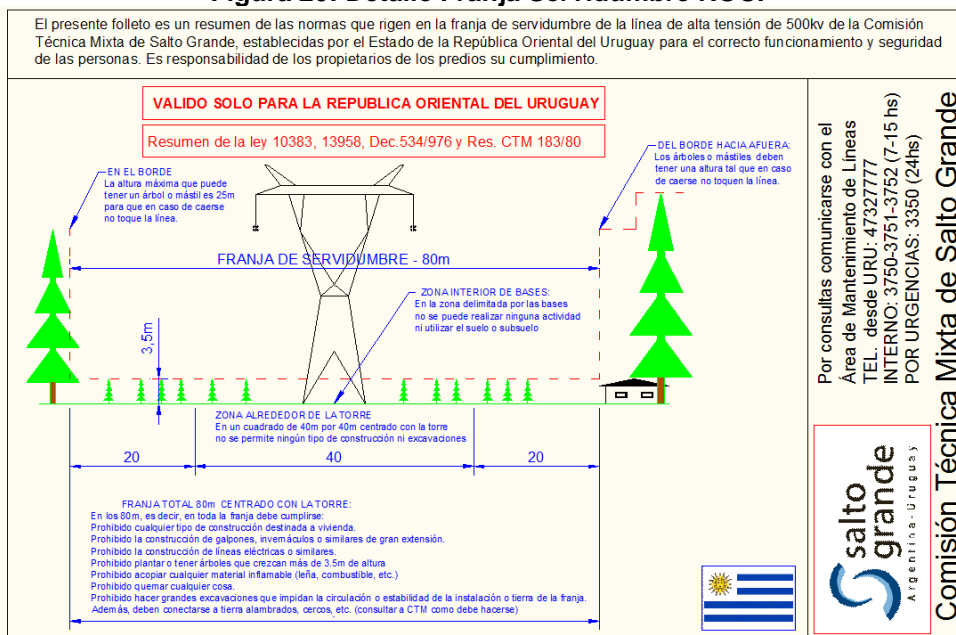 El presente folleto es un resumen de las normas que rigen en la franja de servidumbre de la línea de alta tensión de 500kv de la Comisión
Técnica Mixta de Salto Grande, establecidas por el Estado de la República Oriental del Uruguay para el correcto funcionamiento y seguridad
de las personas. Es responsabilidad de los propietarios de los predios su cumplimiento.
VALIDO SOLO PARA LA REPUBLICA ORIENTAL DEL URUGUAY
Resumen de la ley 10383, 13958, Dec.534/976 y Res. CTM 183/80
EN EL BORDE
La altura máxima que puede
tener un árbol o mástil es 25m
para que en caso de caerse
no toque la línea.
DEL BORDE HACIA AFUERA:
Los árboles o mástiles deben
tener una altura tal que en caso
de caerse no toquen la línea.
FRANJA DE SERVIDUMBRE - 80m
ZONA INTERIOR DE BASES:
En la zona delimitada por las bases
no se puede realizar ninguna actividad
ni utilizar el suelo o subsuelo
3,5m
ZONA ALREDEDOR DE LA TORRE
En un cuadrado de 40m por 40m centrado con la torre
no se permite ningún tipo de construcción ni excavaciones
20
40
20
FRANJA TOTAL 80m CENTRADO CON LA TORRE:
En los 80m, es decir, en toda la franja debe cumplirse:
Prohibido cualquier tipo de construcción destinada a vivienda.
Prohibido la construcción de galpones, invernáculos o similares de gran extensión.
Prohibido la construcción de líneas eléctricas o similares.
Prohibido plantar o tener árboles que crezcan más de 3.5m de altura
Prohibido acopiar cualquier material inflamable (leña, combustible, etc.)
Prohibido quemar cualquier cosa.
Prohibido hacer grandes excavaciones que impidan la circulación o estabilidad de la instalación o tierra de la franja.
Además, deben conectarse a tierra alambrados, cercos, etc. (consultar a CTM como debe hacerse)
Por consultas comunicarse con el
Área de Mantenimiento de Líneas
TEL. desde URU: 47327777
INTERNO: 3750-3751-3752 (7-15 hs)
POR URGENCIAS: 3350 (24hs)
Comisión Técnica Mixta de Salto Grande
salto
grande
Argentina-Uruguay